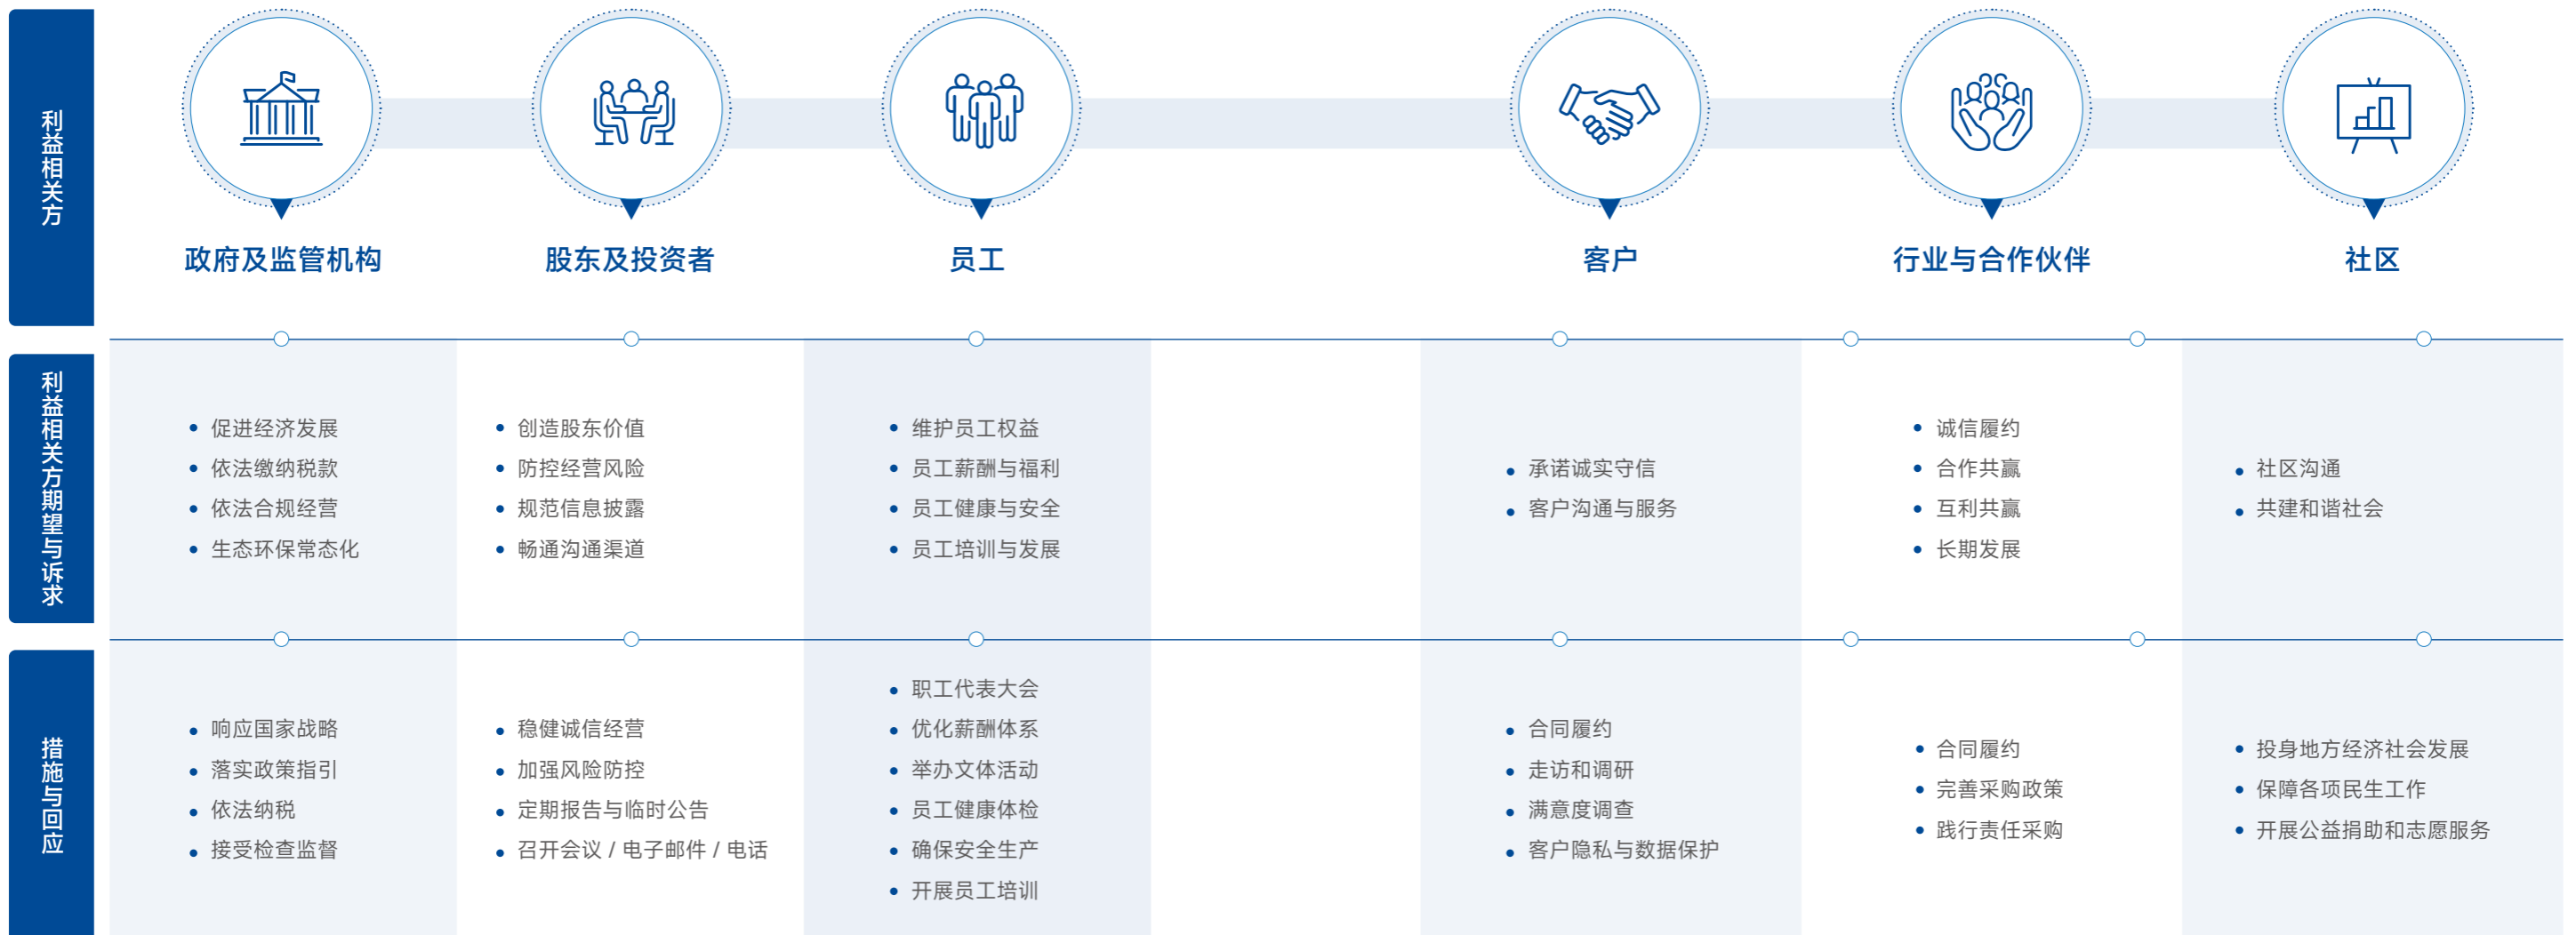 利益相关方
政府及监管机构
股东及投资者
员工
客户
行业与合作伙伴
社区
利益相关方期望与诉求
促进经济发展
依法缴纳税款
依法合规经营
生态环保常态化
创造股东价值
防控经营风险
规范信息披露
畅通沟通渠道
维护员工权益
员工薪酬与福利
员工健康与安全
员工培训与发展
承诺诚实守信
客户沟通与服务
诚信履约
合作共赢
互利共赢
长期发展
社区沟通
共建和谐社会
措施与回应
响应国家战略
落实政策指引
依法纳税
接受检查监督
稳健诚信经营
加强风险防控
定期报告与临时公告
召开会议 / 电子邮件 / 电话
职工代表大会
优化薪酬体系
举办文体活动
员工健康体检
确保安全生产
开展员工培训
合同履约
走访和调研
满意度调查
客户隐私与数据保护
合同履约
完善采购政策
践行责任采购
投身地方经济社会发展
保障各项民生工作
开展公益捐助和志愿服务